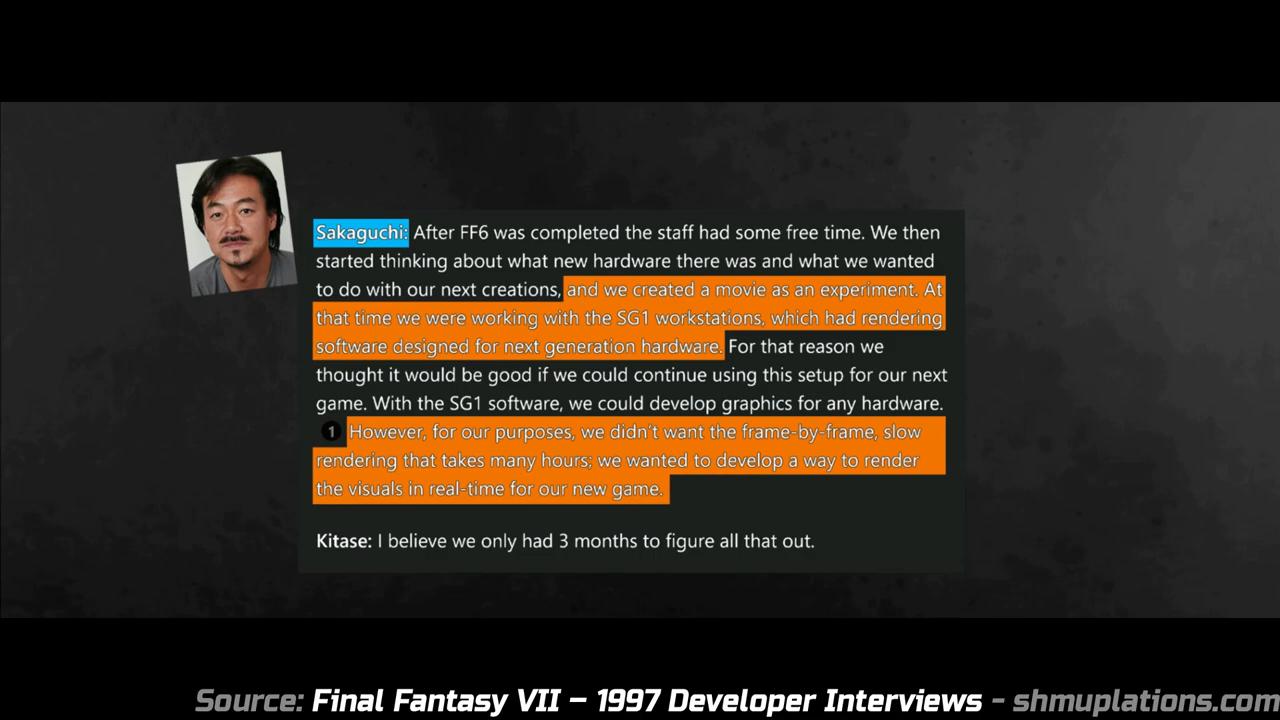 Sakaguchi: After FF6 was completed the staff had some free time. We then
started thinking about what new hardware there was and what we wanted
to do with our next creations, and we created a movie as an experiment. At
that time we were working with the SG1 workstations, which had rendering
software designed for next generation hardware. For that reason we
thought it would be good if we could continue using this setup for our next
game. With the SG1 software, we could develop graphics for any hardware.
1 However, for our purposes, we didn't want the frame-by-frame, slow
rendering that takes many hours; we wanted to develop a way to render
the visuals in real-time for our new game.
Kitase: I believe we only had 3 months to figure all that out.
Source: Final Fantasy VII – 1997 Developer Interviews - shmuplations.com